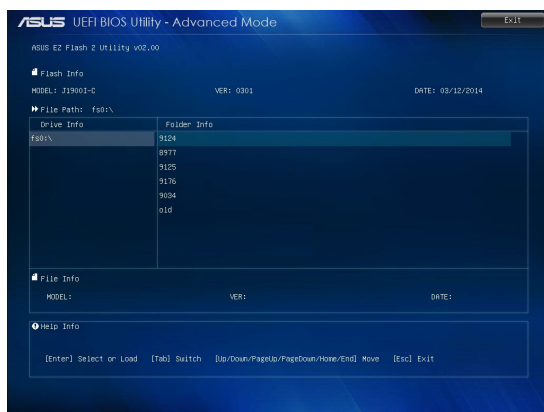 ASUS UEFI BIOS Utility - Advanced Mode
Exit
ASUS EZ Flash 2 Utility v02.00
Flash Info
MODEL: J1900I-C VER: 0301 DATE: 03/12/2014
File Path: fs0:\
Drive Info Folder Info
fs0:\ 9124
8977
9125
9176
9034
old
File Info
MODEL: VER: DATE:
Help Info
[Enter] Select or Load [Tab] Switch [Up/Down/PageUp/PageDown/Home/End] Move [Esc] Exit